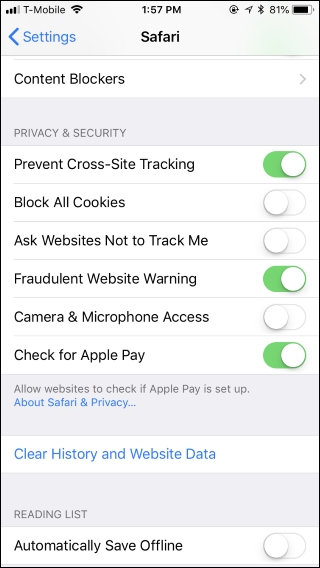 T-Mobile 1:57 PM 81%
Settings Safari
Content Blockers
PRIVACY & SECURITY
Prevent Cross-Site Tracking
Block All Cookies
Ask Websites Not to Track Me
Fraudulent Website Warning
Camera & Microphone Access
Check for Apple Pay
Allow websites to check if Apple Pay is set up.
About Safari & Privacy...
Clear History and Website Data
READING LIST
Automatically Save Offline